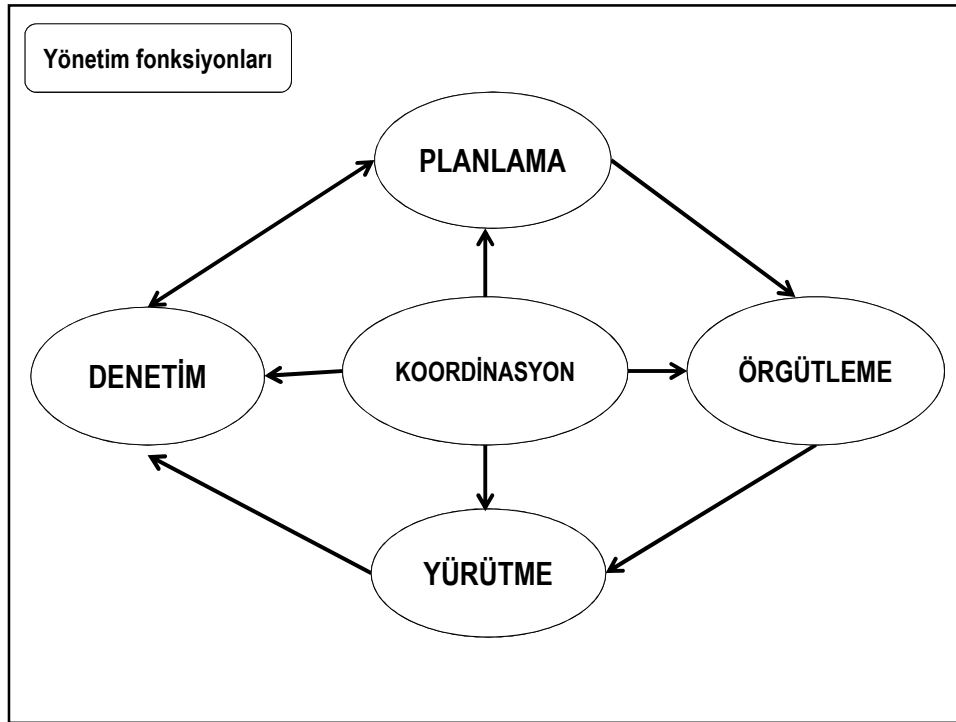 Yönetim fonksiyonları
PLANLAMA
DENETİM
KOORDİNASYON
ÖRGÜTLEME
YÜRÜTME